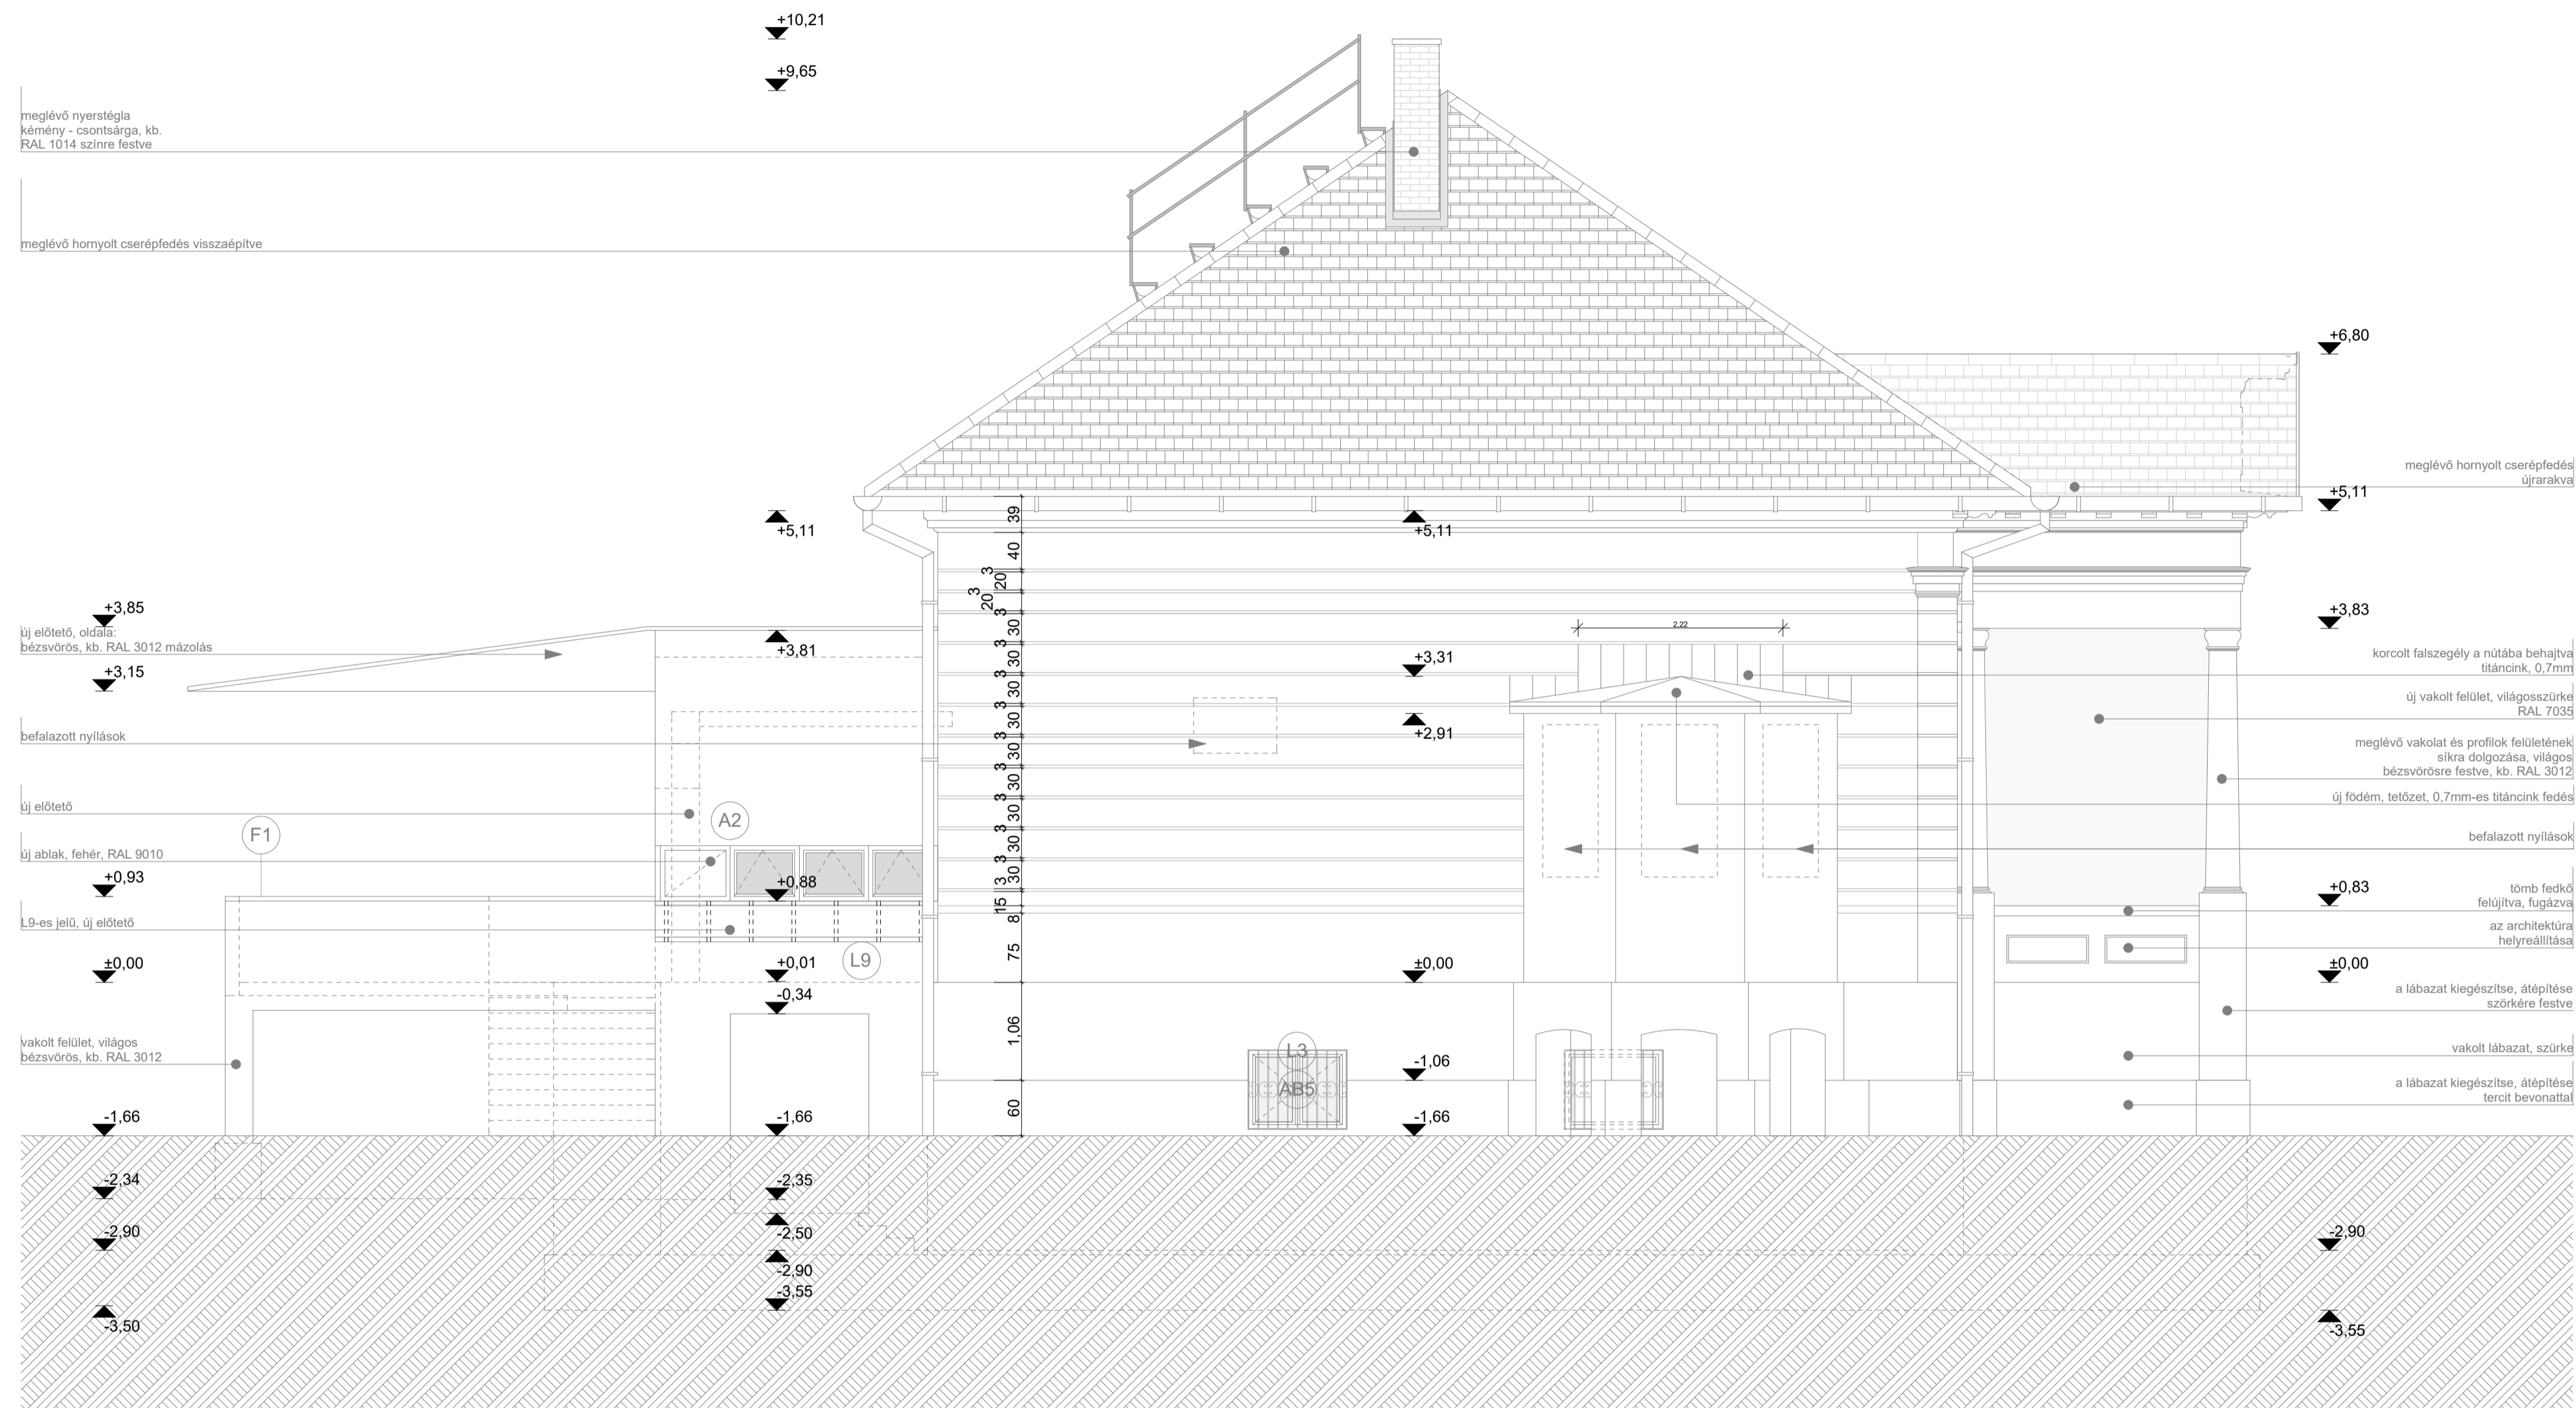 +10,21
+9,65
meglévő nyerstégla
kémény - csontsárga, kb.
RAL 1014 színre festve
meglévő hornyolt cserépfedés visszaépítve
+6,80
meglévő hornyolt cserépfedés
újrarakva
+5,11
+5,11
+5,11
39
40
3
20
3
20
3
30
3
30
3
30
3
30
3
30
3
30
3
30
3
30
3
30
3
15
8
75
1,06
60
+3,85
új előtető, oldala:
bézsvörös, kb. RAL 3012 mázolás
+3,15
+3,81
2,22
+3,31
+2,91
+3,83
korcolt falszegély a nútába behajtva
titáncink, 0,7mm
új vakolt felület, világosszürke
RAL 7035
meglévő vakolat és profilok felületének
síkra dolgozása, világos
bézsvörösre festve, kb. RAL 3012
új födém, tetőzet, 0,7mm-es titáncink fedés
befalazott nyílások
befalazott nyílások
új előtető
F1
A2
új ablak, fehér, RAL 9010
+0,93
+0,88
+0,83
tömb fedkő
felújítva, fugázva
az architektúra
helyreállítása
L9-es jelű, új előtető
L9
±0,00
+0,01
-0,34
±0,00
±0,00
a lábazat kiegészítse, átépítése
szörkére festve
vakolt felület, világos
bézsvörös, kb. RAL 3012
L3
AB5
-1,06
vakolt lábazat, szürke
a lábazat kiegészítse, átépítése
tercit bevonattal
-1,66
-1,66
-1,66
-2,34
-2,35
-2,90
-2,50
-2,90
-2,90
-3,55
-3,50
-3,55